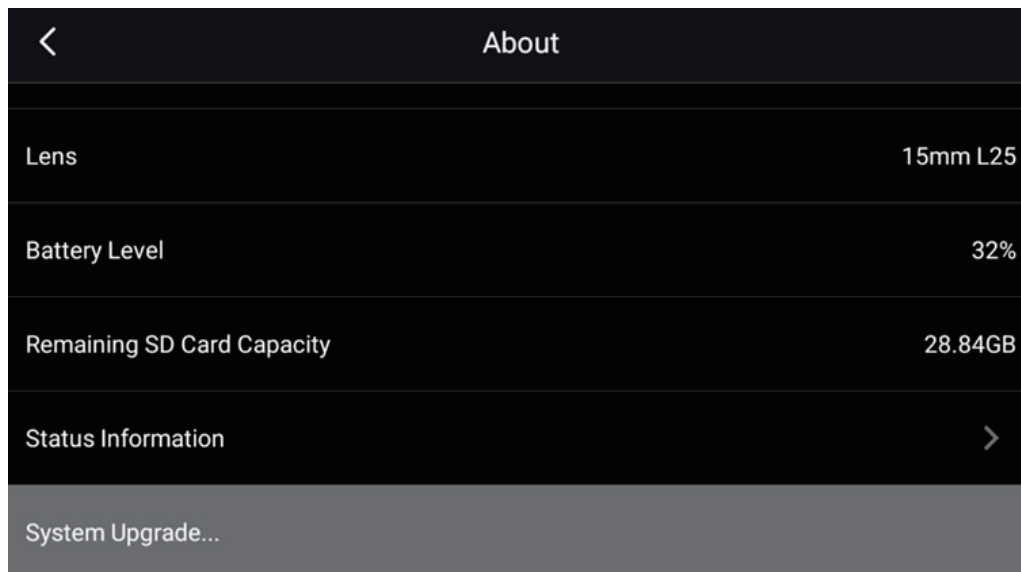 About
Lens 15mm L25
Battery Level 32%
Remaining SD Card Capacity 28.84GB
Status Information
System Upgrade...